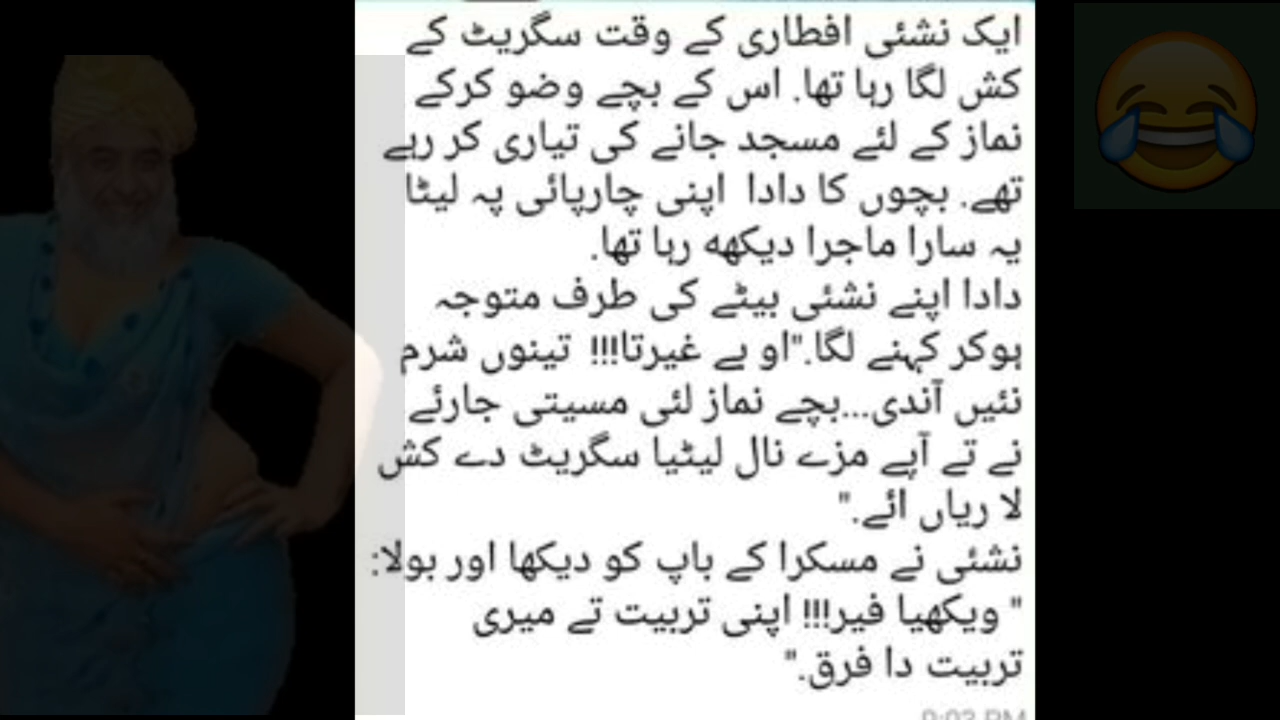 ایک نشئی افطاری کے وقت سگریٹ کے
کش لگا رہا تھا. اس کے بچے وضو کرکے
نماز کے لئے مسجد جانے کی تیاری کر رہے
تھے. بچوں کا دادا اپنی چارپائی پہ لیٹا
یہ سارا ماجرا دیکھه رہا تھا.
دادا اپنے نشئی بیٹے کی طرف متوجہ
ہوکر کہنے لگا."او بے غیرتا!!! تینوں شرم
نئیں آندی...بچے نماز لئی مسیتی جارئے
نے تے آپے مزے نال لیٹیا سگریٹ دے کش
لا ریاں ائے."
نشئی نے مسکرا کے باپ کو دیکھا اور بولا:
" ویکھیا فیر!!! اپنی تربیت تے میری
تربیت دا فرق."
9:03 PM